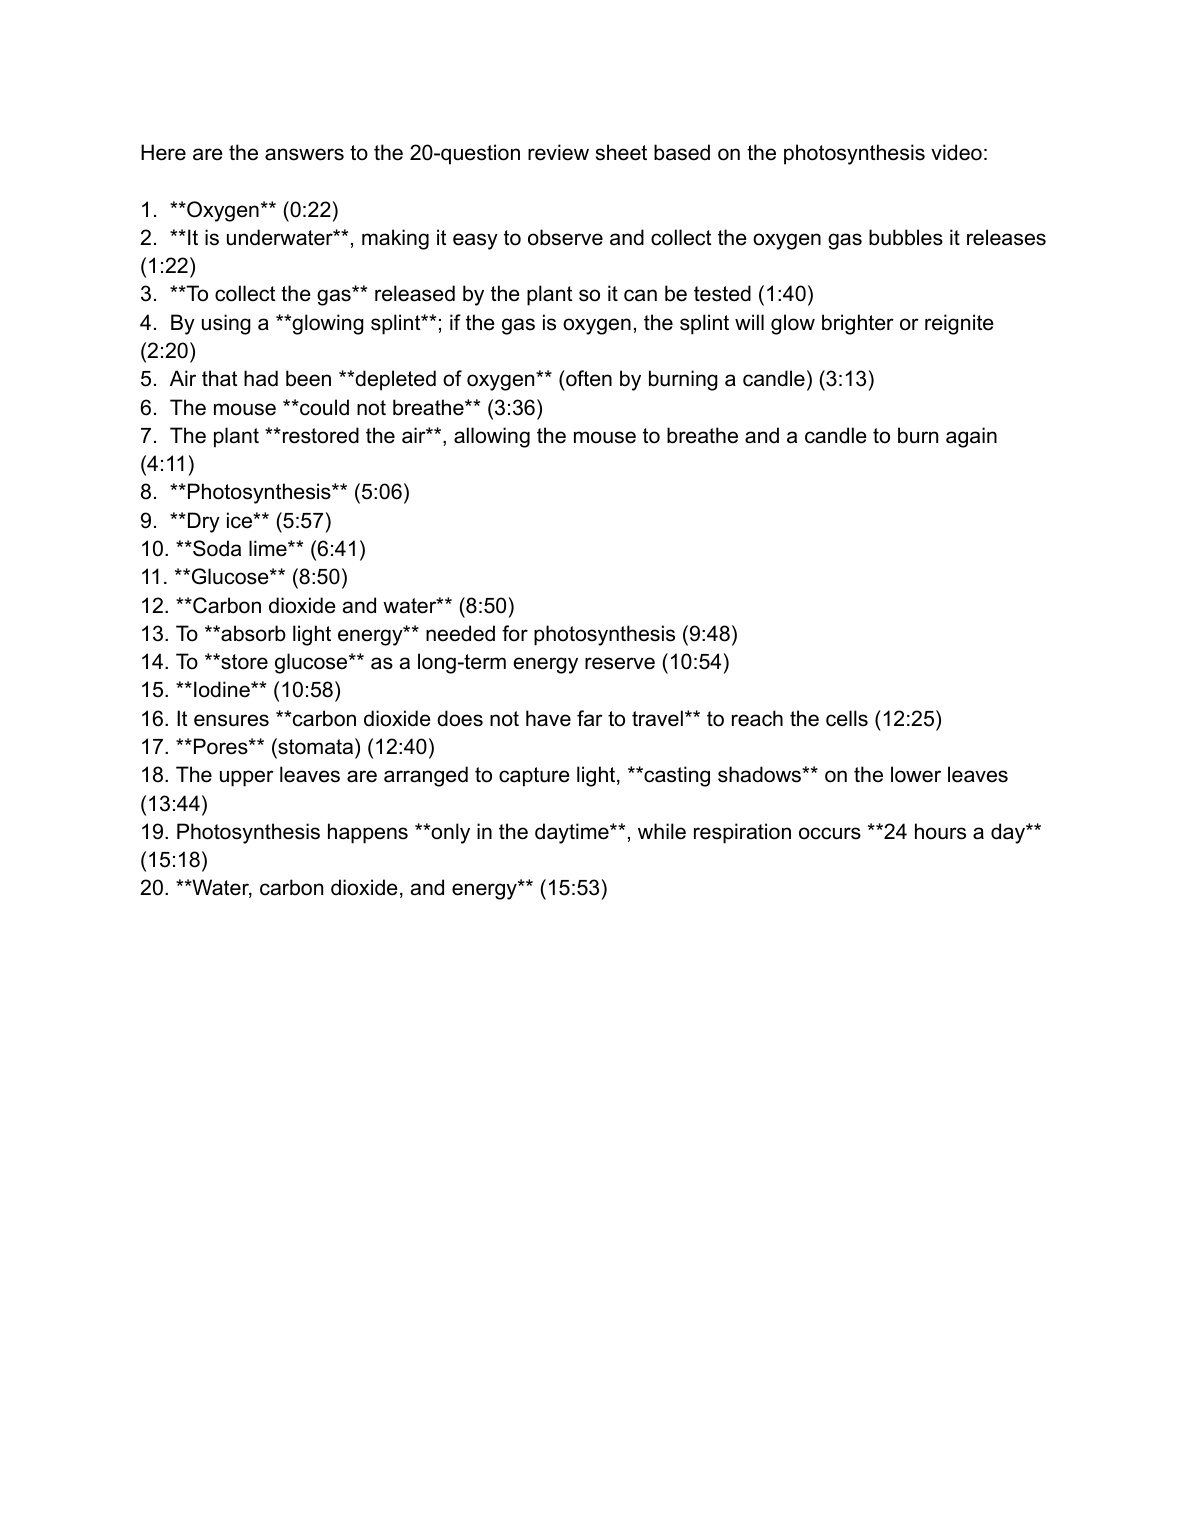 Here are the answers to the 20-question review sheet based on the photosynthesis video:
1.  **Oxygen** (0:22)
2.  **It is underwater**, making it easy to observe and collect the oxygen gas bubbles it releases
(1:22)
3.  **To collect the gas** released by the plant so it can be tested (1:40)
4.  By using a **glowing splint**; if the gas is oxygen, the splint will glow brighter or reignite
(2:20)
5.  Air that had been **depleted of oxygen** (often by burning a candle) (3:13)
6.  The mouse **could not breathe** (3:36)
7.  The plant **restored the air**, allowing the mouse to breathe and a candle to burn again
(4:11)
8.  **Photosynthesis** (5:06)
9.  **Dry ice** (5:57)
10. **Soda lime** (6:41)
11. **Glucose** (8:50)
12. **Carbon dioxide and water** (8:50)
13. To **absorb light energy** needed for photosynthesis (9:48)
14. To **store glucose** as a long-term energy reserve (10:54)
15. **Iodine** (10:58)
16. It ensures **carbon dioxide does not have far to travel** to reach the cells (12:25)
17. **Pores** (stomata) (12:40)
18. The upper leaves are arranged to capture light, **casting shadows** on the lower leaves
(13:44)
19. Photosynthesis happens **only in the daytime**, while respiration occurs **24 hours a day**
(15:18)
20. **Water, carbon dioxide, and energy** (15:53)